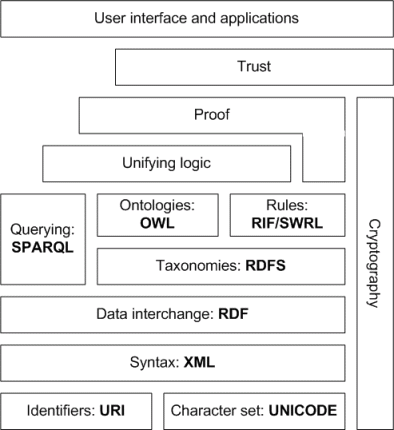 User interface and applications
Trust
Proof
Unifying logic
Querying:
SPARQL
Ontologies:
OWL
Rules:
RIF/SWRL
Taxonomies: RDFS
Data interchange: RDF
Syntax: XML
Identifiers: URI
Character set: UNICODE
Cryptography